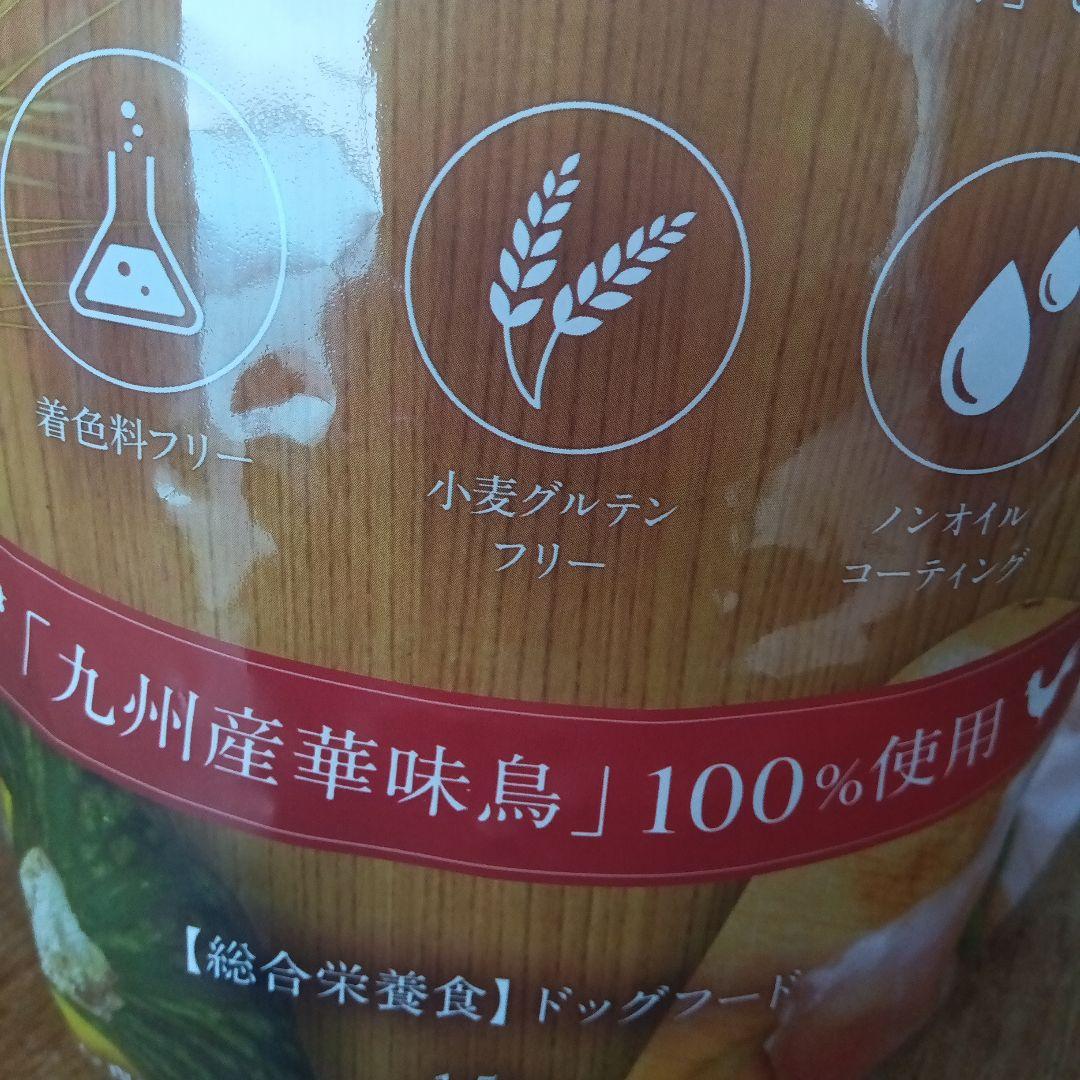 着色料フリー
小麦グルテン
フリー
ノンオイル
コーティング
「九州産華味鳥」100%使用
【総合栄養食】ドッグフード